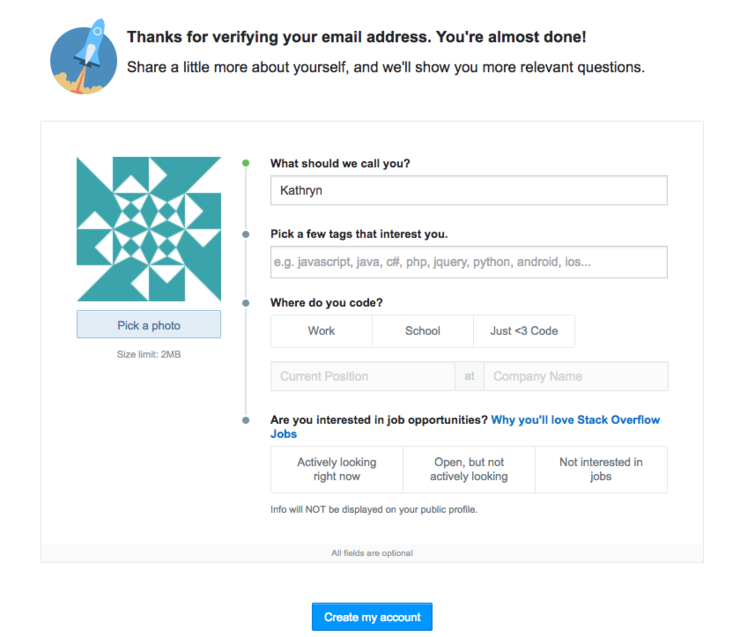 Thanks for verifying your email address. You're almost done!
Share a little more about yourself, and we'll show you more relevant questions.
What should we call you?
Kathryn
Pick a few tags that interest you.
e.g. javascript, java, c#, php, jquery, python, android, ios...
Where do you code?
Pick a photo
Work
School
Just <3 Code
Size limit: 2MB
Current Position
at
Company Name
Are you interested in job opportunities? Why you'll love Stack Overflow
Jobs
Actively looking
right now
Open, but not
actively looking
Not interested in
jobs
Info will NOT be displayed on your public profile.
All fields are optional
Create my account